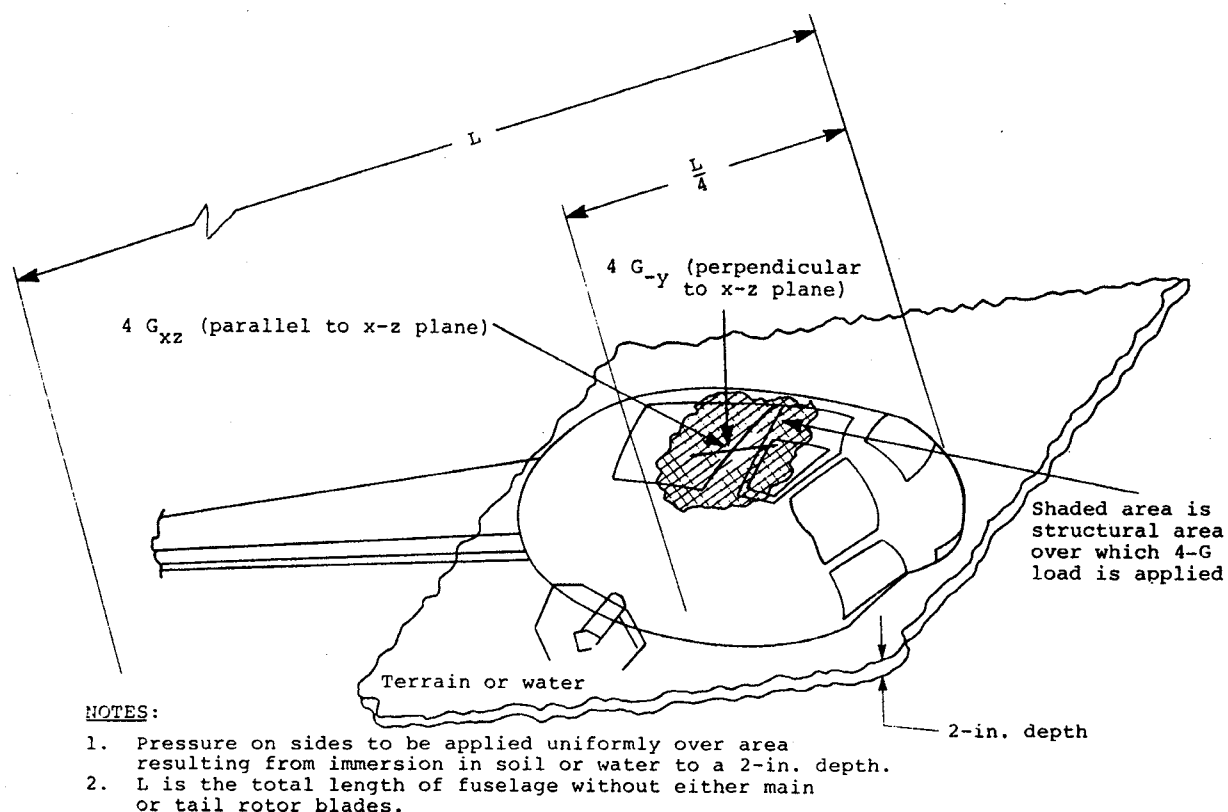 L
L
4
4 G-y (perpendicular
to x-z plane)
4 Gxz (parallel to x-z plane)
Shaded area is
structural area
over which 4-G
load is applied
Terrain or water
2-in. depth
NOTES:
1. Pressure on sides to be applied uniformly over area
resulting from immersion in soil or water to a 2-in. depth.
2. L is the total length of fuselage without either main
or tail rotor blades.